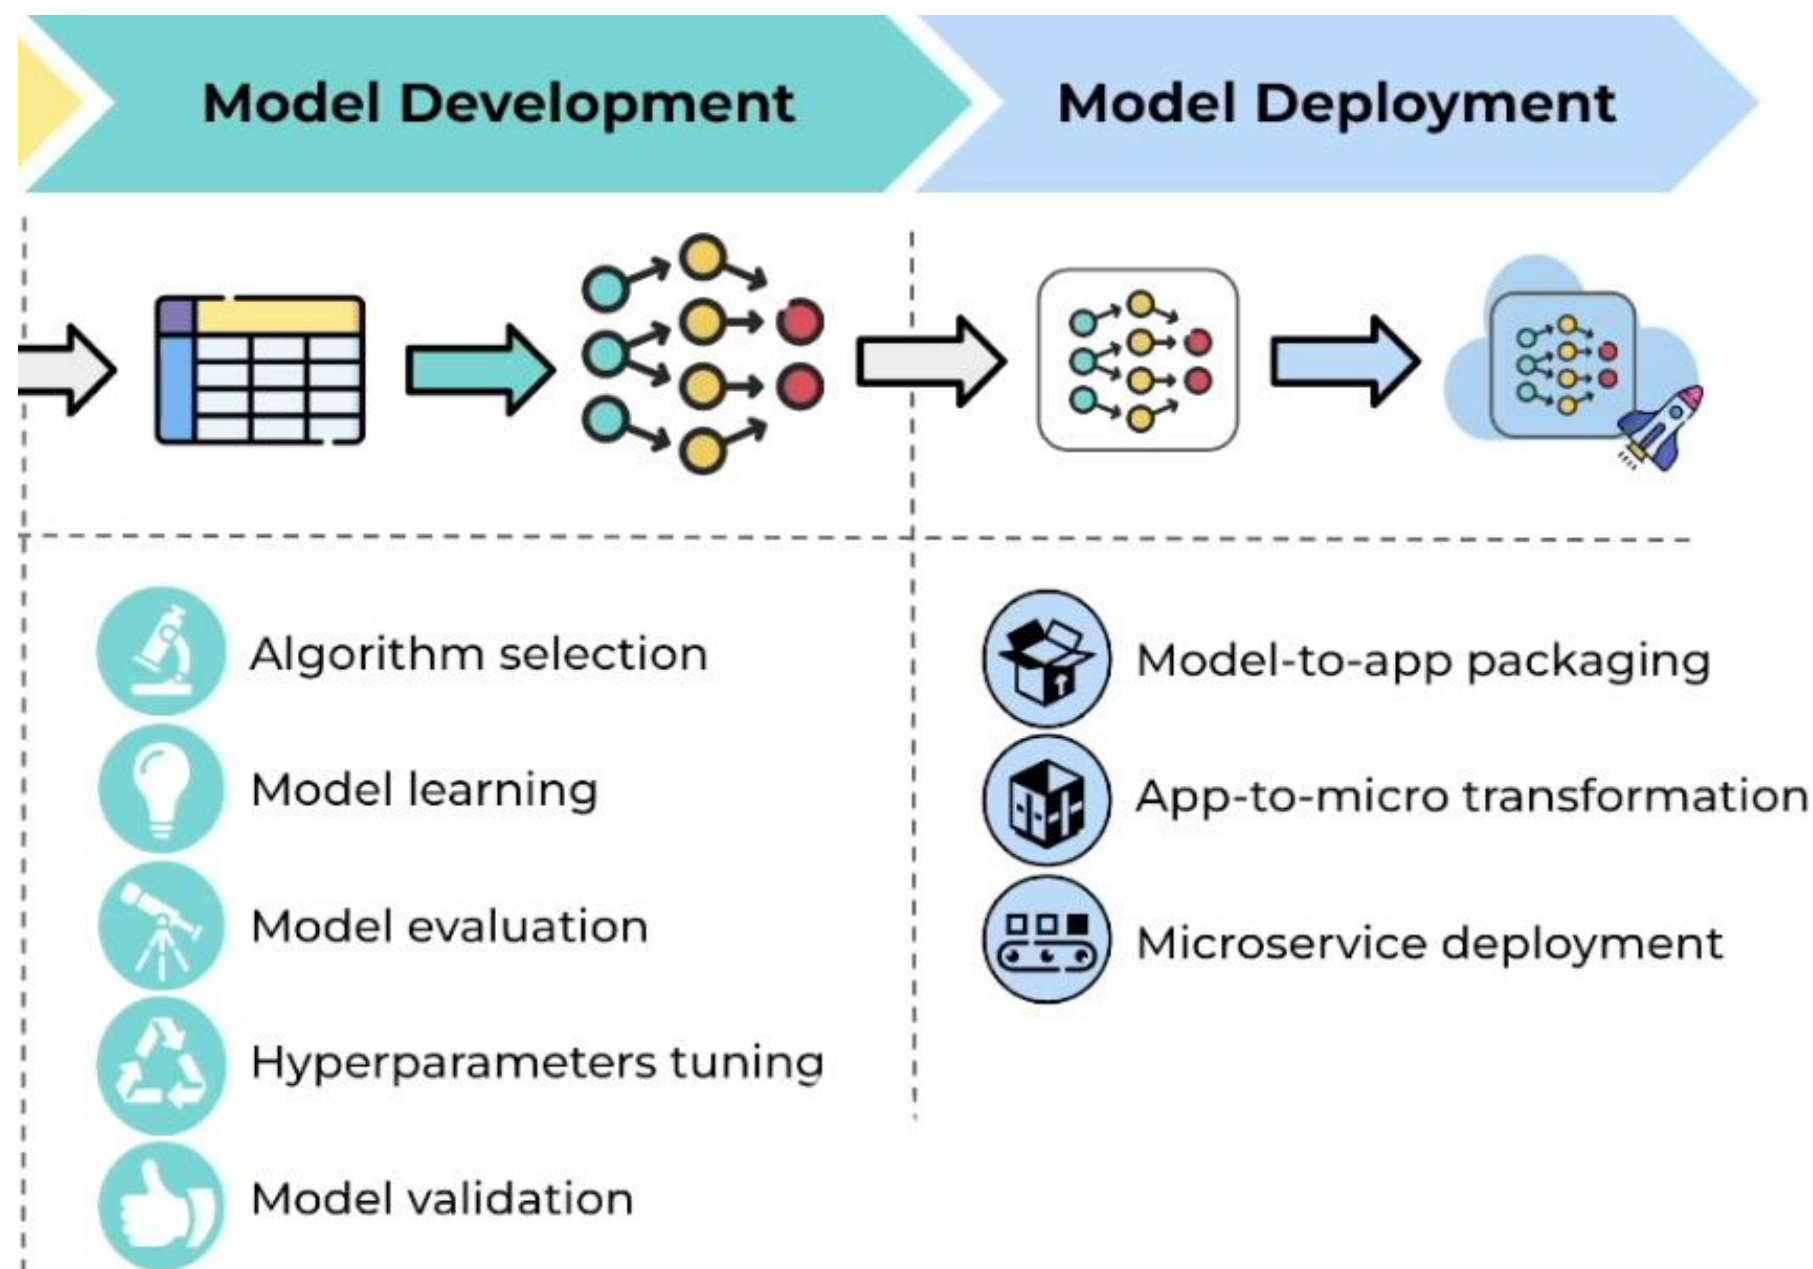 Model Development
Model Deployment
Algorithm selection
Model learning
Model evaluation
Hyperparameters tuning
Model validation
Model-to-app packaging
App-to-micro transformation
Microservice deployment